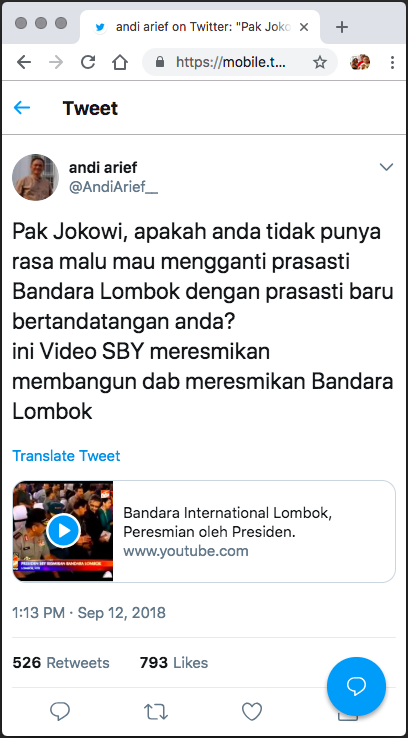 andi arief on Twitter: "Pak Joko
https://mobile.t...
Tweet
andi arief
@AndiArief__
Pak Jokowi, apakah anda tidak punya
rasa malu mau mengganti prasasti
Bandara Lombok dengan prasasti baru
bertandatangan anda?
ini Video SBY meresmikan
membangun dab meresmikan Bandara
Lombok
Translate Tweet
PRESIDEN SBY RESMIKAN BANDARA LOMBOK
Bandara International Lombok,
Peresmian oleh Presiden.
www.youtube.com
1:13 PM · Sep 12, 2018
526 Retweets 793 Likes